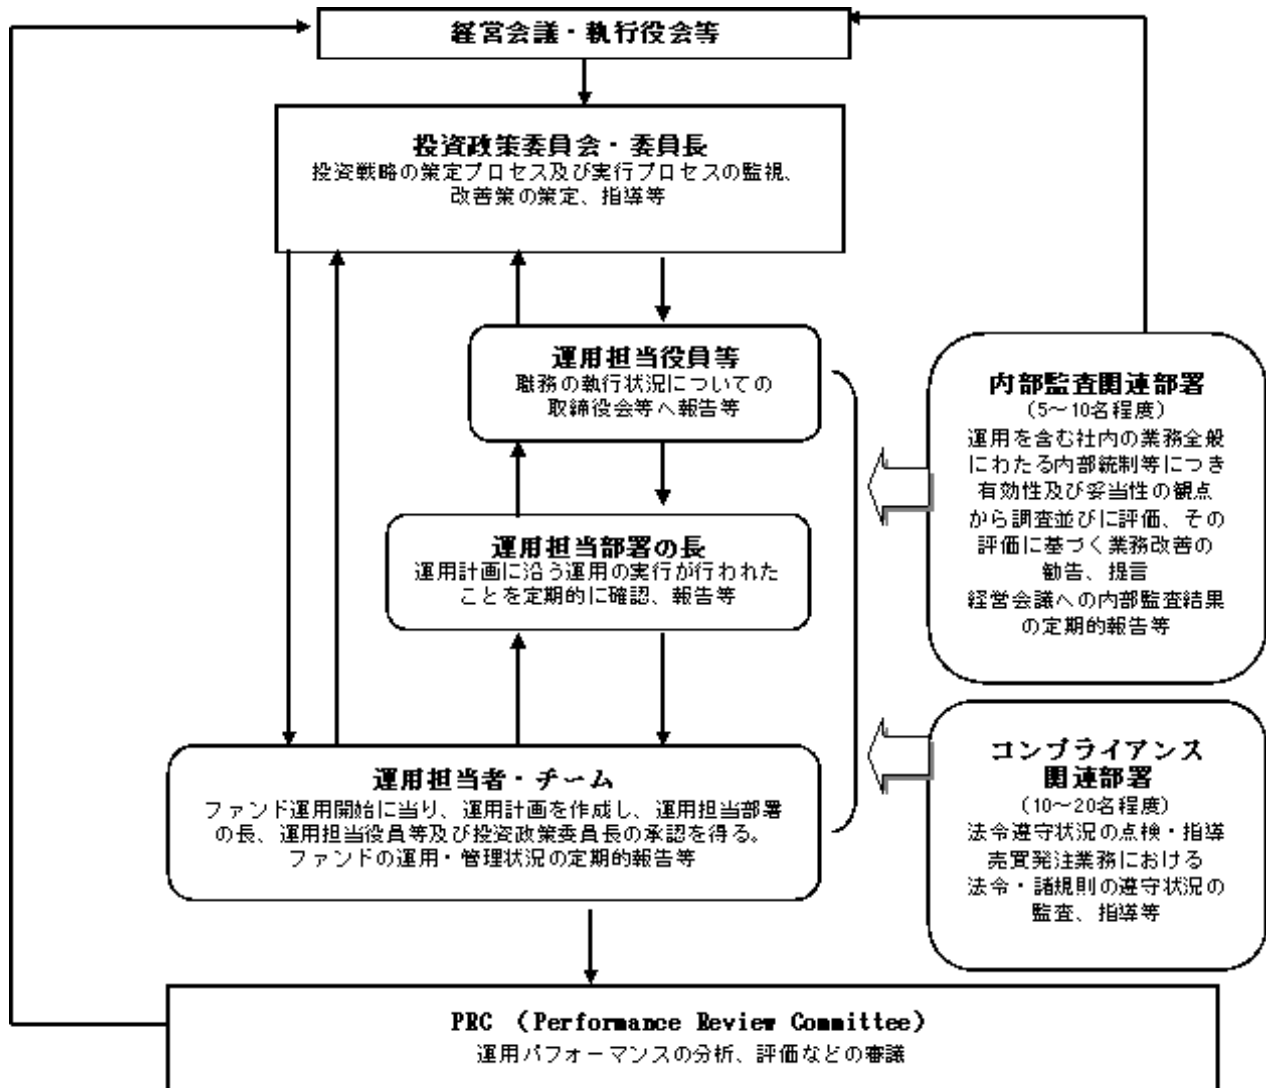 経営会議・執行役会等
投資政策委員会・委員長
投資戦略の策定プロセス及び実行プロセスの監視、
改善策の策定、指導等
運用担当役員等
職務の執行状況についての
取締役会等へ報告等
運用担当部署の長
運用計画に沿う運用の実行が行われた
ことを定期的に確認、報告等
運用担当者・チーム
ファンド運用開始に当り、運用計画を作成し、運用担当部署
の長、運用担当役員等及び投資政策委員長の承認を得る。
ファンドの運用・管理状況の定期的報告等
内部監査関連部署
（5～10名程度）
運用を含む社内の業務全般
にわたる内部統制等につき
有効性及び妥当性の観点
から調査並びに評価、その
評価に基づく業務改善の
勧告、提言
経営会議への内部監査結果
の定期的報告等
コンプライアンス
関連部署
（10～20名程度）
法令遵守状況の点検・指導
売買発注業務における
法令・諸規則の遵守状況の
監査、指導等
PRC （Performance Review Committee）
運用パフォーマンスの分析、評価などの審議